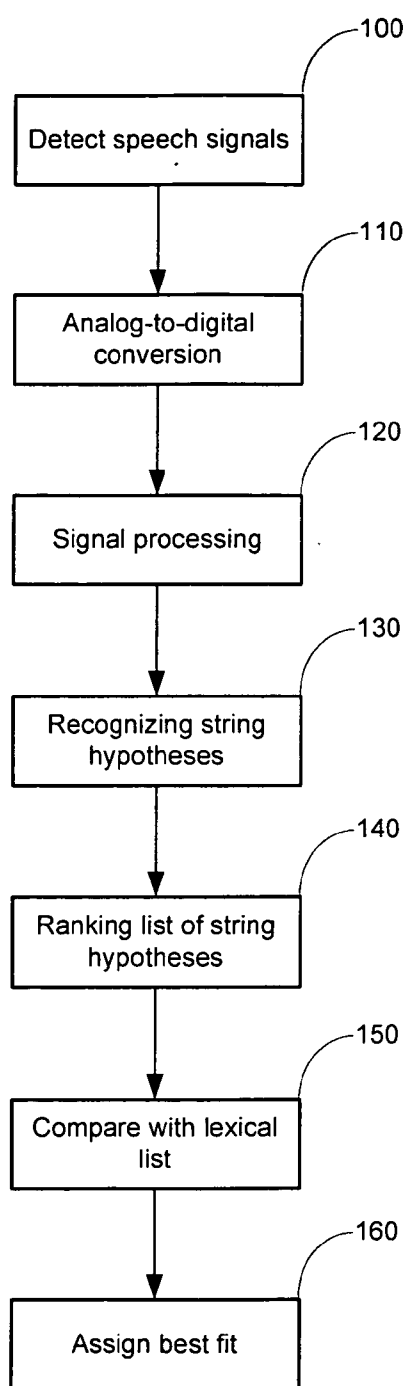 100
Detect speech signals
110
Analog-to-digital
conversion
120
Signal processing
130
Recognizing string
hypotheses
140
Ranking list of string
hypotheses
150
Compare with lexical
list
160
Assign best fit